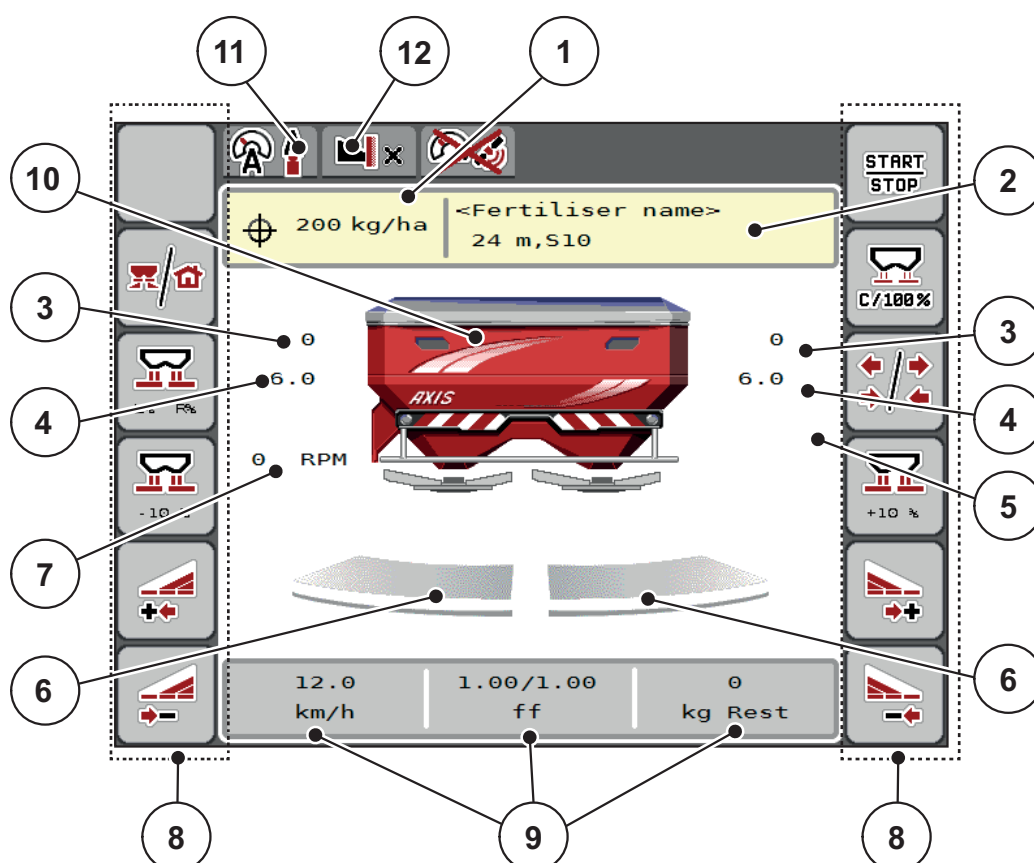 11
12
1
10
2
START
STOP
200 kg/ha
<Fertiliser name>
24 m,S10
C/100%
3
0
0
3
4
6.0
6.0
4
R%
AXIS
0 RPM
5
-10 %
+10 %
7
6
6
12.0
1.00/1.00
0
km/h
ff
kg Rest
8
9
8
A